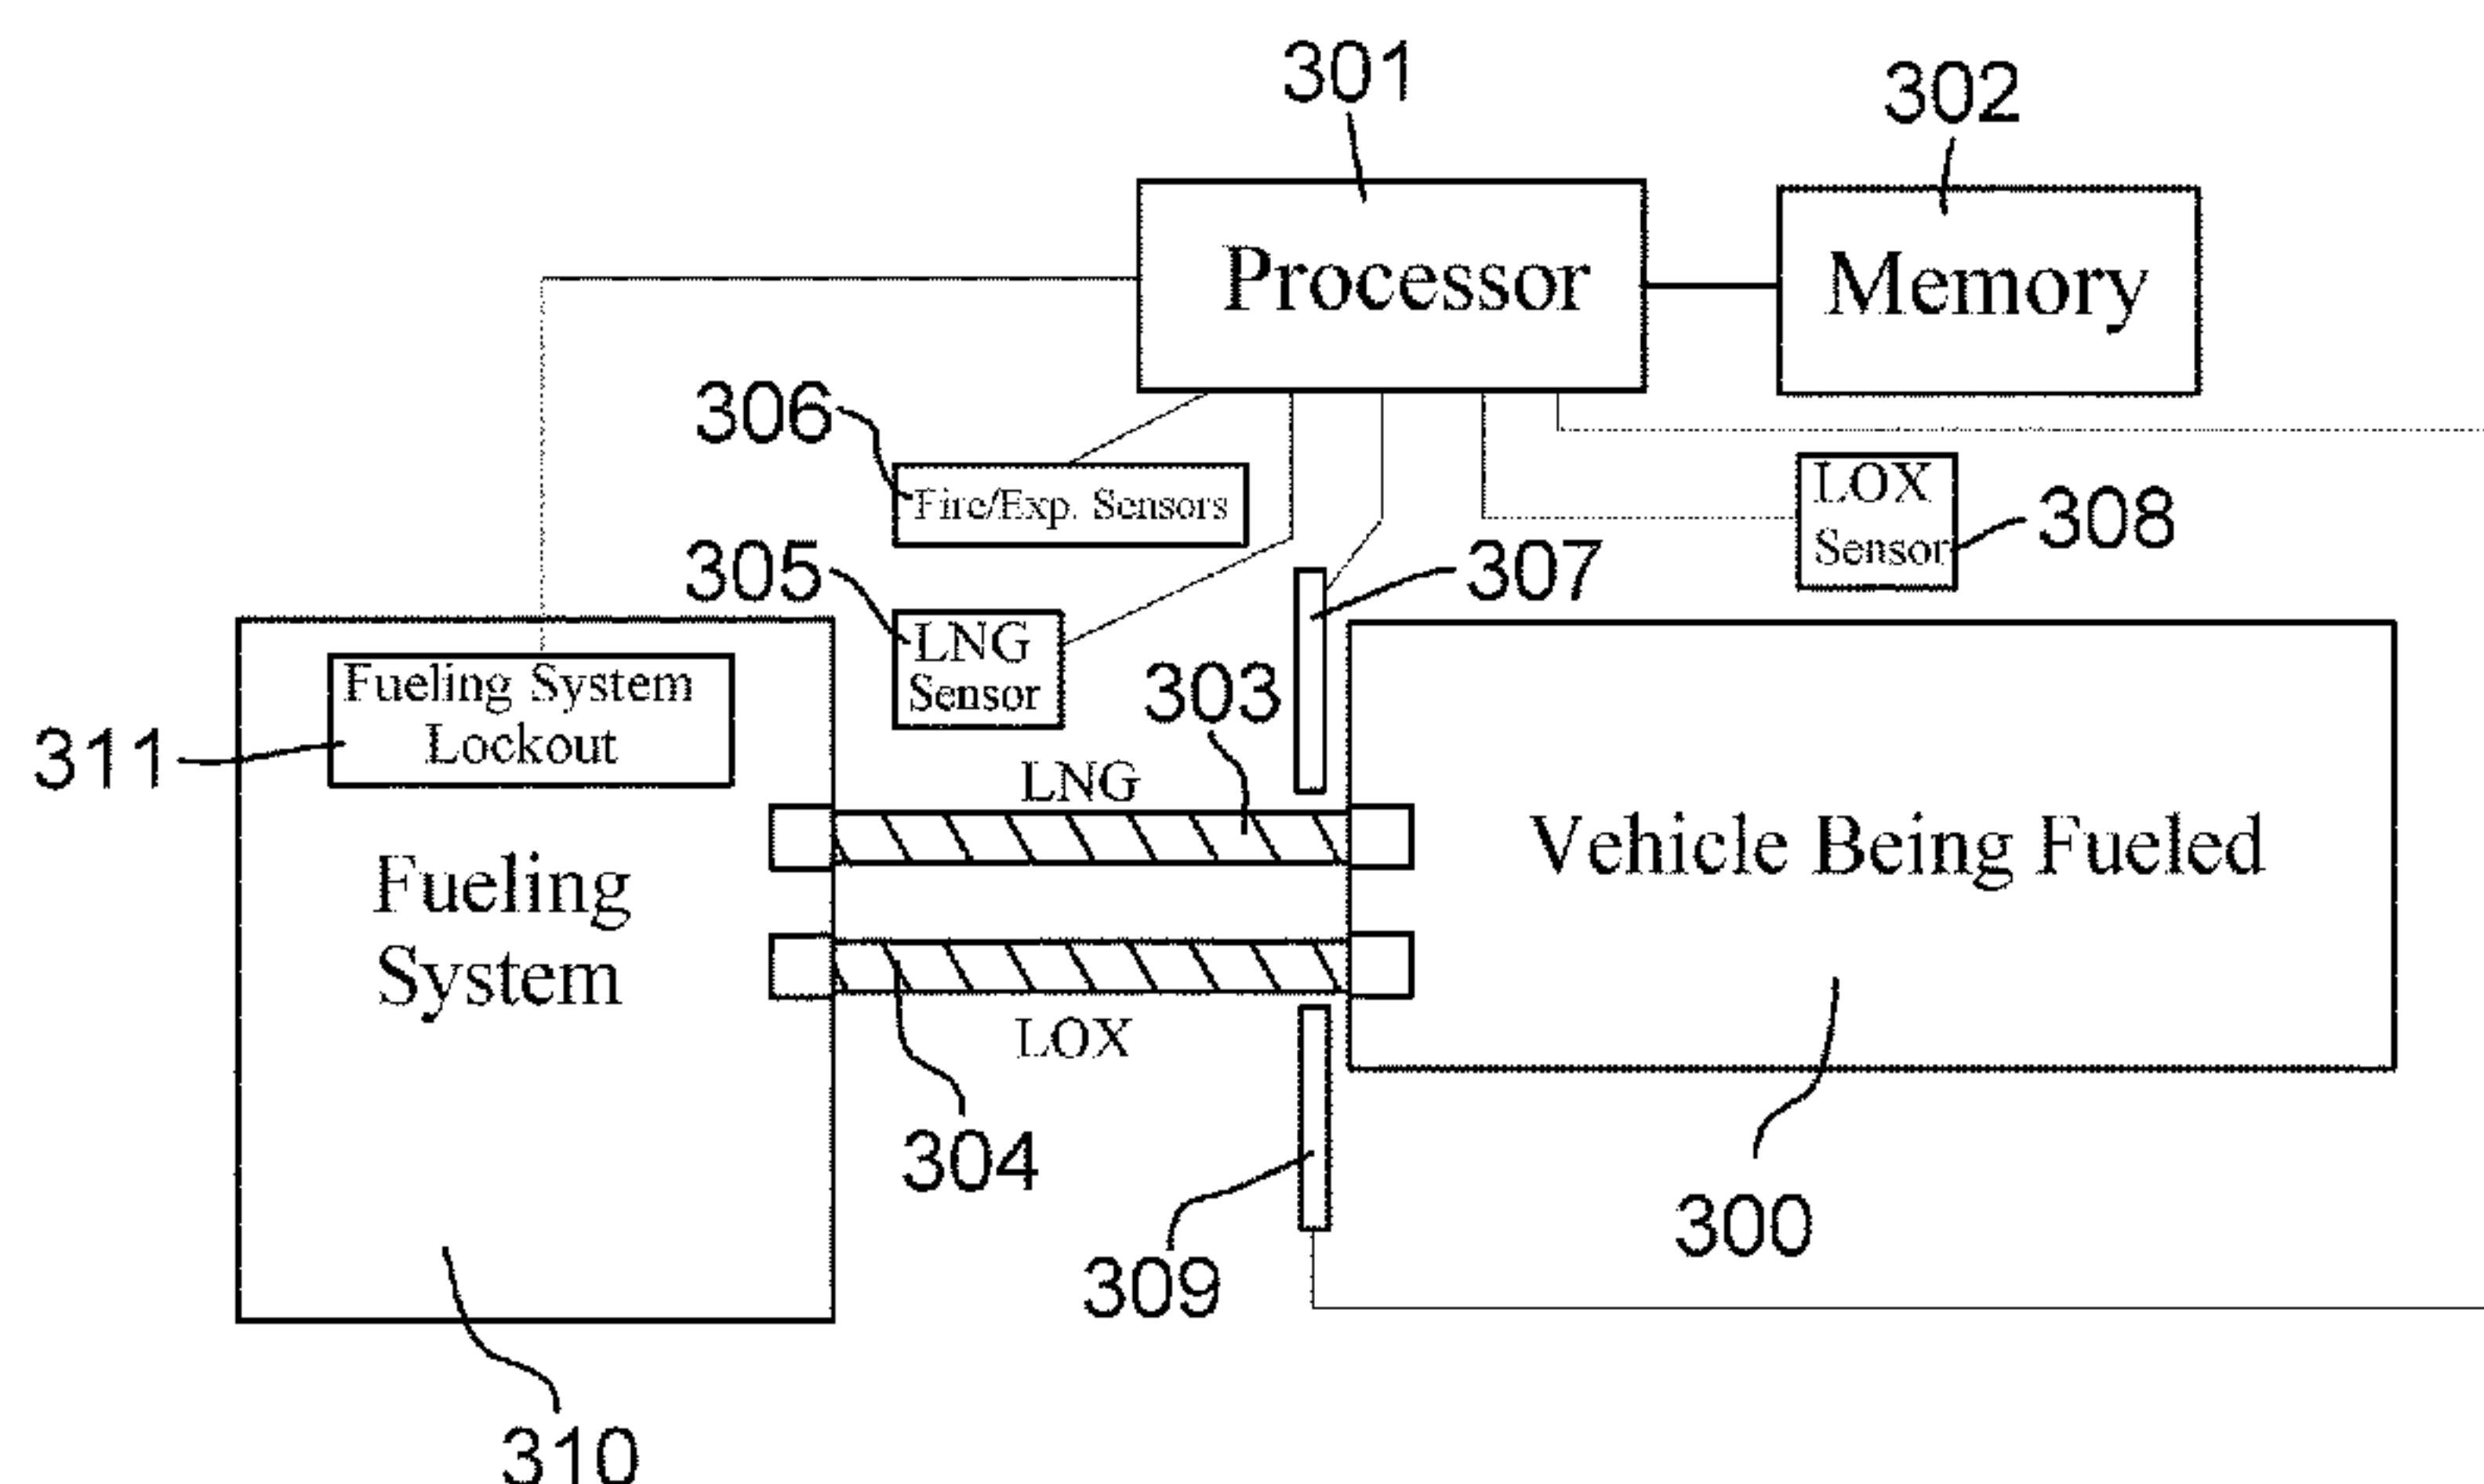 301
302
Processor
Memory
306
Fire/Exp. Sensors
LOX
Sensor
308
305
LNG
Sensor
307
303
Fueling System
Lockout
311
LNG
Vehicle Being Fueled
Fueling
System
LOX
304
309
300
310